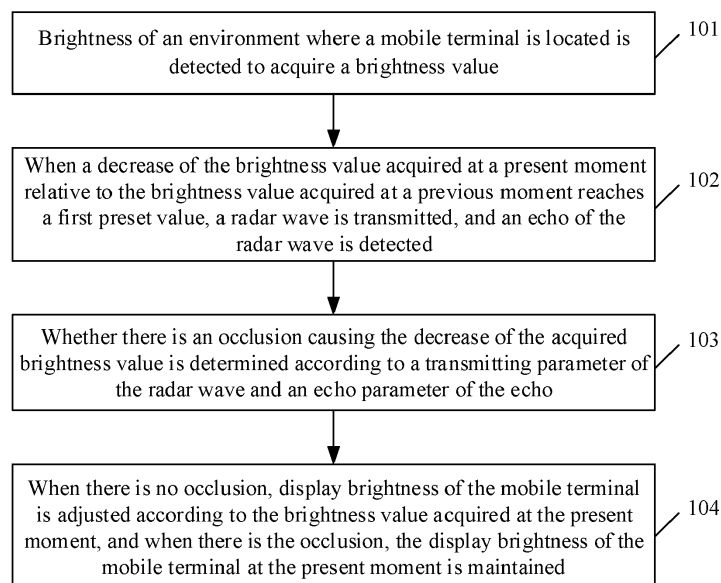 Brightness of an environment where a mobile terminal is located is
detected to acquire a brightness value
101
When a decrease of the brightness value acquired at a present moment
relative to the brightness value acquired at a previous moment reaches
a first preset value, a radar wave is transmitted, and an echo of the
radar wave is detected
102
Whether there is an occlusion causing the decrease of the acquired
brightness value is determined according to a transmitting parameter of
the radar wave and an echo parameter of the echo
103
When there is no occlusion, display brightness of the mobile terminal
is adjusted according to the brightness value acquired at the present
moment, and when there is the occlusion, the display brightness of the
mobile terminal at the present moment is maintained
104